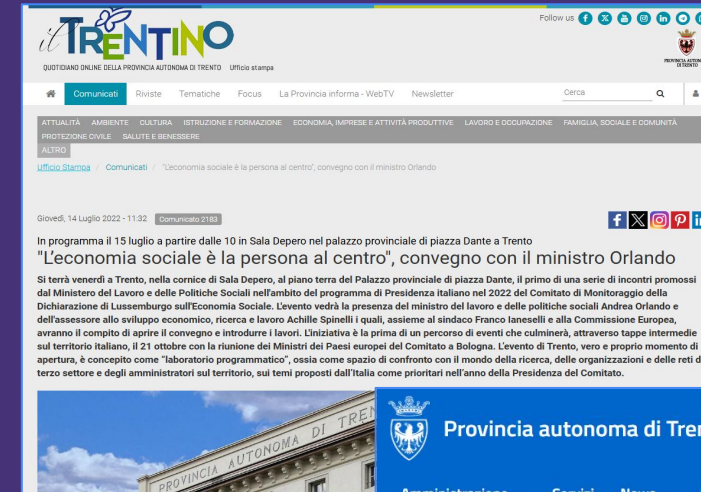 Follow us
il TRENTINO
QUOTIDIANO ONLINE DELLA PROVINCIA AUTONOMA DI TRENTO Ufficio stampa
PROVINCIA AUTONOMA
DI TRENTO
Comunicati Riviste Tematiche Focus La Provincia informa - WebTV Newsletter Cerca
ATTUALITÀ AMBIENTE CULTURA ISTRUZIONE E FORMAZIONE ECONOMIA, IMPRESE E ATTIVITÀ PRODUTTIVE LAVORO E OCCUPAZIONE FAMIGLIA, SOCIALE E COMUNITÀ
PROTEZIONE CIVILE SALUTE E BENESSERE
ALTRO
Ufficio Stampa / Comunicati / "L'economia sociale è la persona al centro", convegno con il ministro Orlando
Giovedì, 14 Luglio 2022 - 11:32 Comunicato 2183
In programma il 15 luglio a partire dalle 10 in Sala Depero nel palazzo provinciale di piazza Dante a Trento
"L'economia sociale è la persona al centro", convegno con il ministro Orlando
Si terrà venerdì a Trento, nella cornice di Sala Depero, al piano terra del Palazzo provinciale di piazza Dante, il primo di una serie di incontri promossi
dal Ministero del Lavoro e delle Politiche Sociali nell'ambito del programma di Presidenza italiano nel 2022 del Comitato di Monitoraggio della
Dichiarazione di Lussemburgo sull'Economia Sociale. L'evento vedrà la presenza del ministro del lavoro e delle politiche sociali Andrea Orlando e
dell'assessore allo sviluppo economico, ricerca e lavoro Achille Spinelli i quali, assieme al sindaco Franco Ianeselli e alla Commissione Europea,
avranno il compito di aprire il convegno e introdurre i lavori. L'iniziativa è la prima di un percorso di eventi che culminerà, attraverso tappe intermedie
sul territorio italiano, il 21 ottobre con la riunione dei Ministri dei Paesi europei del Comitato a Bologna. L'evento di Trento, vero e proprio momento di
apertura, è concepito come "laboratorio programmatico", ossia come spazio di confronto con il mondo della ricerca, delle organizzazioni e delle reti d
terzo settore e degli amministratori sul territorio, sui temi proposti dall'Italia come prioritari nell'anno della Presidenza del Comitato.
PROVINCIA AUTONOMA DI TREN
Provincia autonoma di Tren
Amministrazione Servizi News